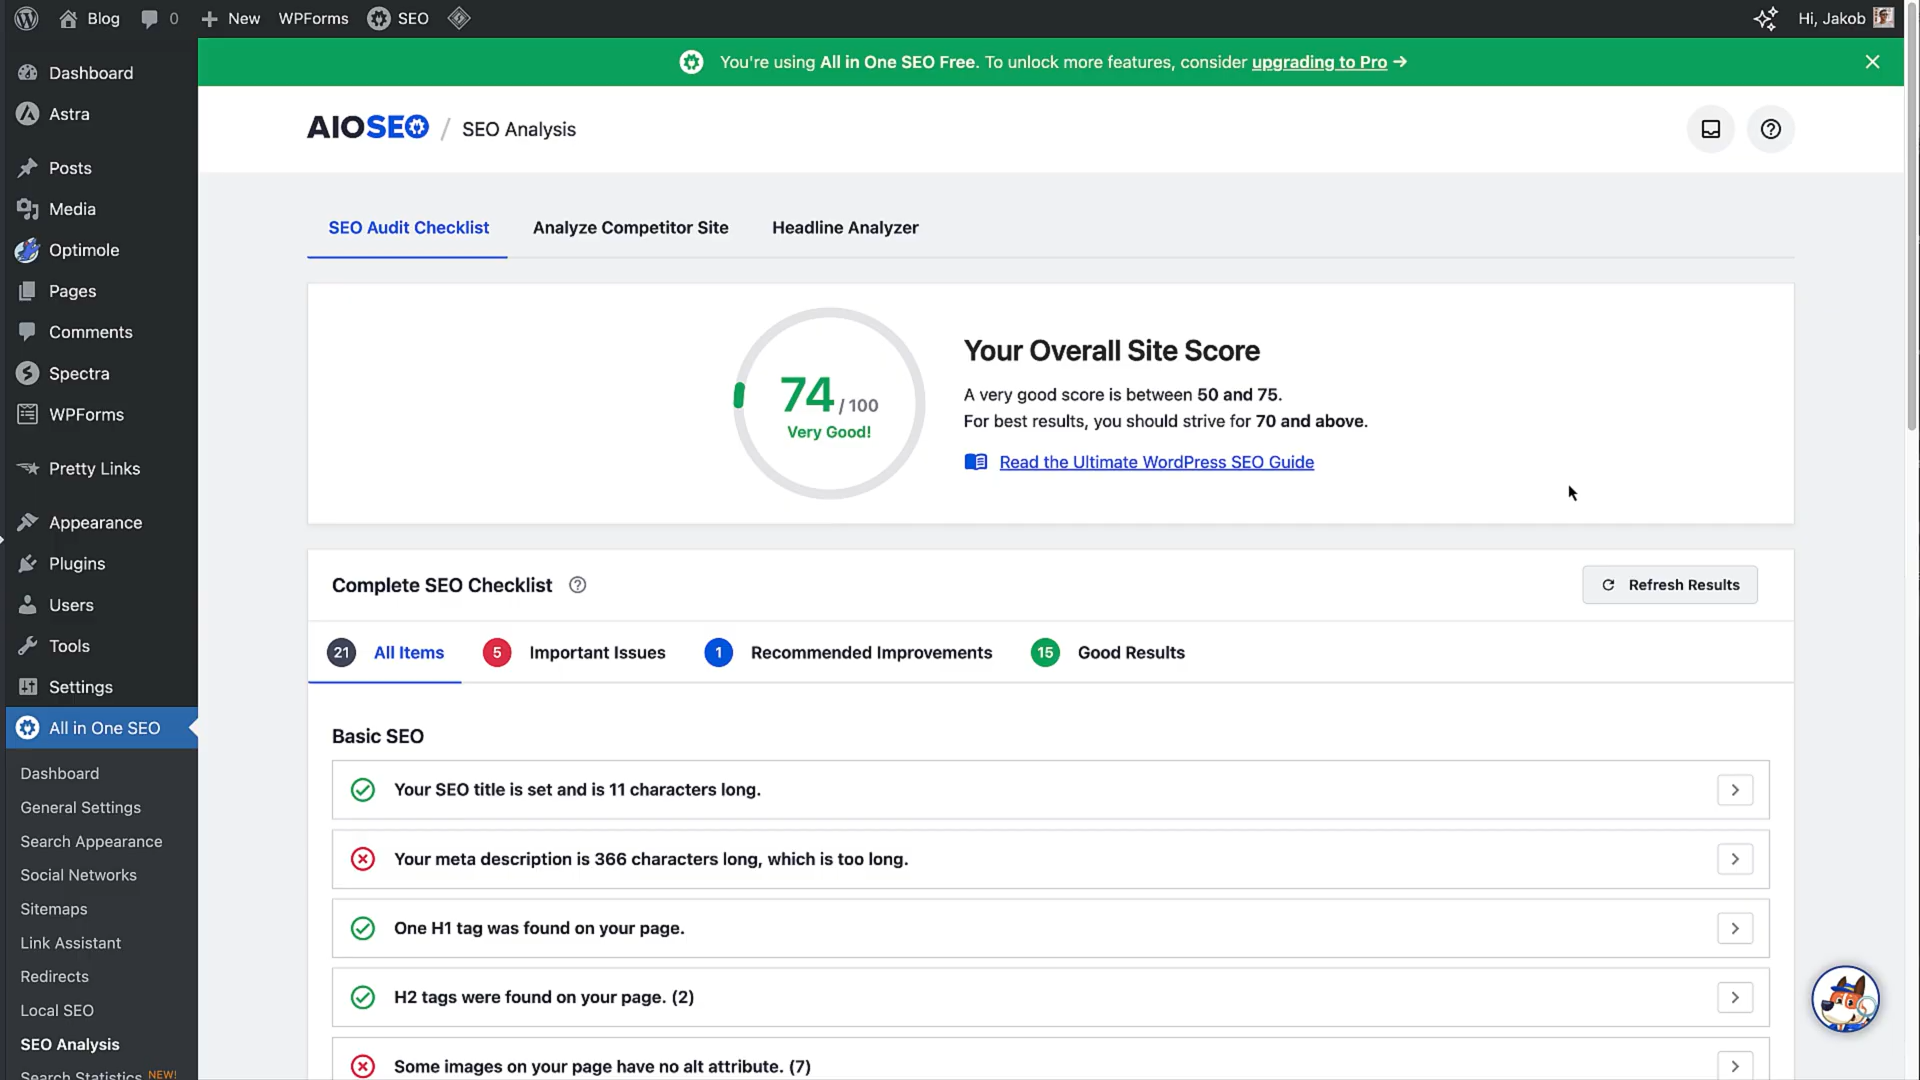 Blog 0 New WPForms SEO Hi, Jakob
You're using All in One SEO Free. To unlock more features, consider upgrading to Pro →
Dashboard
Astra
Posts
Media
Optimole
Pages
Comments
Spectra
WPForms
Pretty Links
Appearance
Plugins
Users
Tools
Settings
All in One SEO
Dashboard
General Settings
Search Appearance
Social Networks
Sitemaps
Link Assistant
Redirects
Local SEO
SEO Analysis
Search Statistics NEW!
AIOSEO / SEO Analysis
SEO Audit Checklist Analyze Competitor Site Headline Analyzer
74 / 100
Very Good!
Your Overall Site Score
A very good score is between 50 and 75.
For best results, you should strive for 70 and above.
Read the Ultimate WordPress SEO Guide
Complete SEO Checklist Refresh Results
21 All Items 5 Important Issues 1 Recommended Improvements 15 Good Results
Basic SEO
Your SEO title is set and is 11 characters long.
Your meta description is 366 characters long, which is too long.
One H1 tag was found on your page.
H2 tags were found on your page. (2)
Some images on your page have no alt attribute. (7)